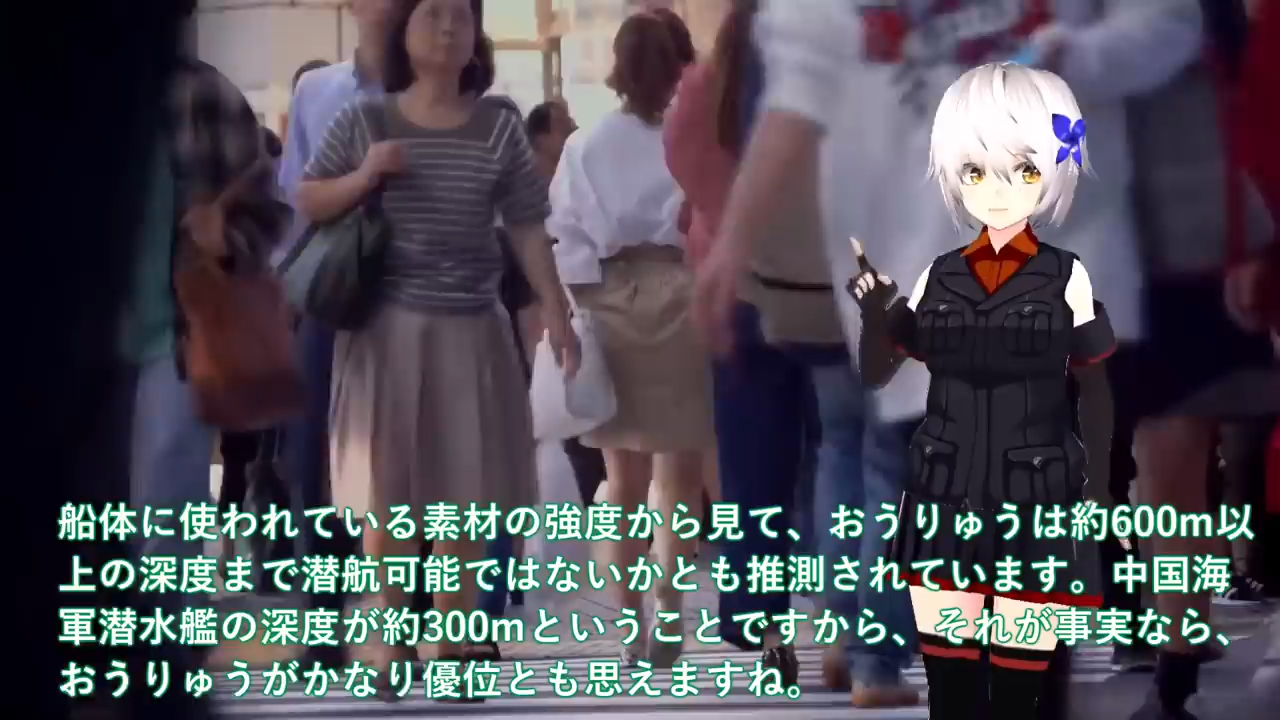 船体に使われている素材の強度から見て、おうりゅうは約600m以
上の深度まで潜航可能ではないかとも推測されています。中国海
軍潜水艦の深度が約300mということですから、それが事実なら、
おうりゅうがかなり優位とも思えますね。